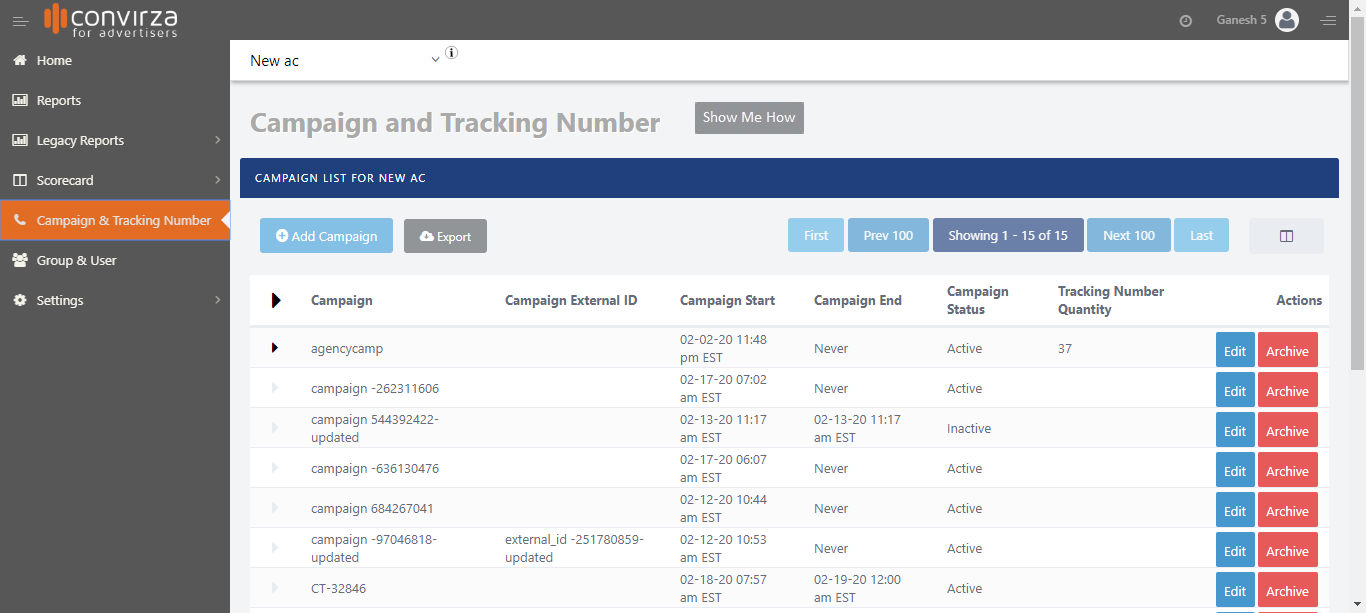 convirza
for advertisers
Ganesh 5
Home
Reports
Legacy Reports
Scorecard
Campaign & Tracking Number
Group & User
Settings
New ac
i
Campaign and Tracking Number
Show Me How
CAMPAIGN LIST FOR NEW AC
Add Campaign
Export
First
Prev 100
Showing 1 - 15 of 15
Next 100
Last
Campaign
Campaign External ID
Campaign Start
Campaign End
Campaign
Status
Tracking Number
Quantity
Actions
agencycamp
02-02-20 11:48
pm EST
Never
Active
37
Edit
Archive
campaign -262311606
02-17-20 07:02
am EST
Never
Active
Edit
Archive
campaign 544392422-
updated
02-13-20 11:17
am EST
02-13-20 11:17
am EST
Inactive
Edit
Archive
campaign -636130476
02-17-20 06:07
am EST
Never
Active
Edit
Archive
campaign 684267041
02-12-20 10:44
am EST
Never
Active
Edit
Archive
campaign -97046818-
updated
external_id -251780859-
updated
02-12-20 10:53
am EST
Never
Active
Edit
Archive
CT-32846
02-18-20 07:57
am EST
02-19-20 12:00
am EST
Active
Edit
Archive